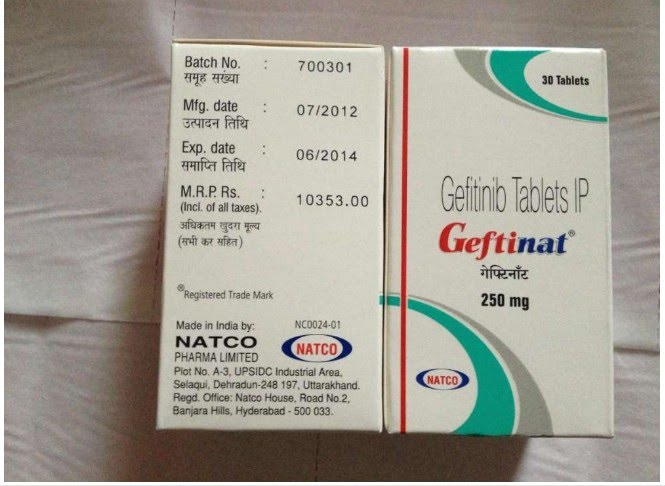 Batch No. : 700301
समूह सख्या
Mfg. date : 07/2012
उत्पादन तिथि
Exp. date : 06/2014
समाप्ति तिथि
M.R.P. Rs. : 10353.00
(Incl. of all taxes).
अधिकतम खुदरा मूल्य
(सभी कर सहित)
®Registered Trade Mark
Made in India by: NC0024-01
NATCO NATCO
PHARMA LIMITED
Plot No. A-3, UPSIDC Industrial Area,
Selaqui, Dehradun-248 197, Uttarakhand.
Regd. Office: Natco House, Road No.2,
Banjara Hills, Hyderabad - 500 033.
30 Tablets
Gefitinib Tablets IP
Geftinat®
गेफ्टिनॉट
250 mg
NATCO